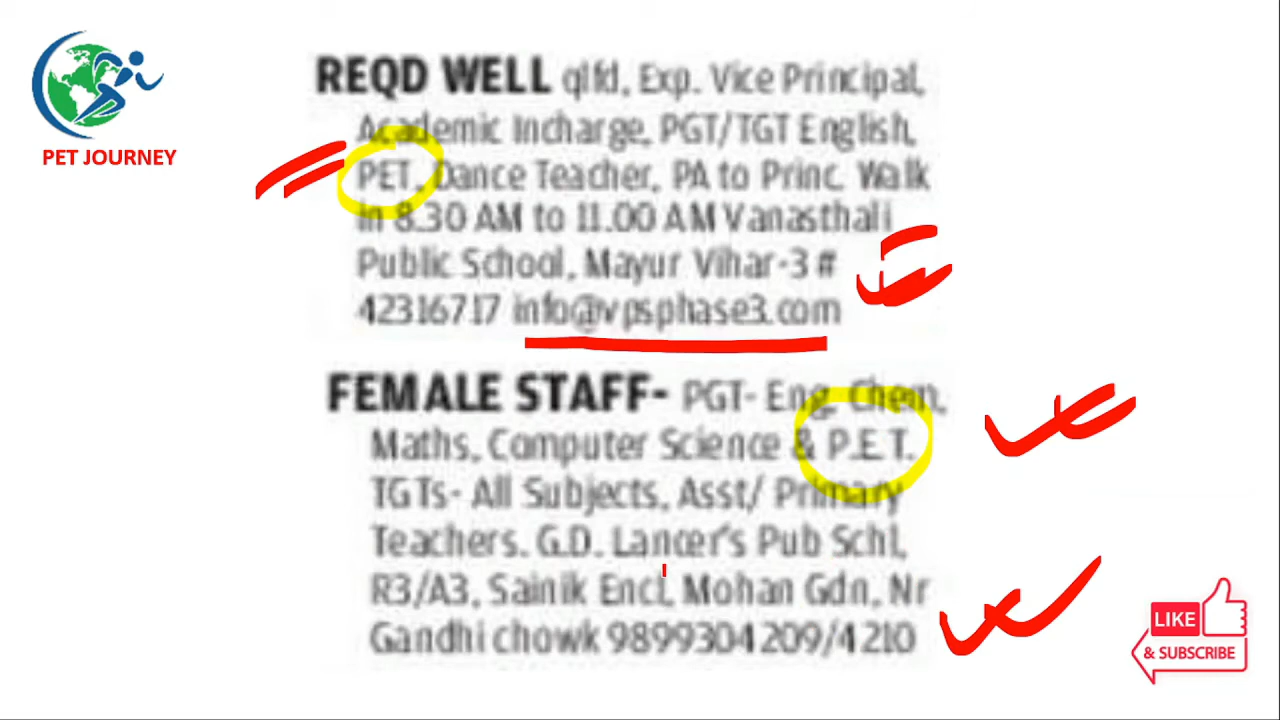 PET JOURNEY
REQD WELL qlfd, Exp. Vice Principal,
Academic Incharge, PGT/TGT English,
PET, Dance Teacher, PA to Princ. Walk
in 8.30 AM to 11.00 AM Vanasthali
Public School, Mayur Vihar-3 #
42316717 info@vpsphase3.com
FEMALE STAFF- PGT- Eng, Chem,
Maths, Computer Science & P.E.T.
TGTs- All Subjects, Asst/ Primary
Teachers. G.D. Lancer's Pub Schl,
R3/A3, Sainik Encl, Mohan Gdn, Nr
Gandhi chowk 9899304209/4210
LIKE
& SUBSCRIBE